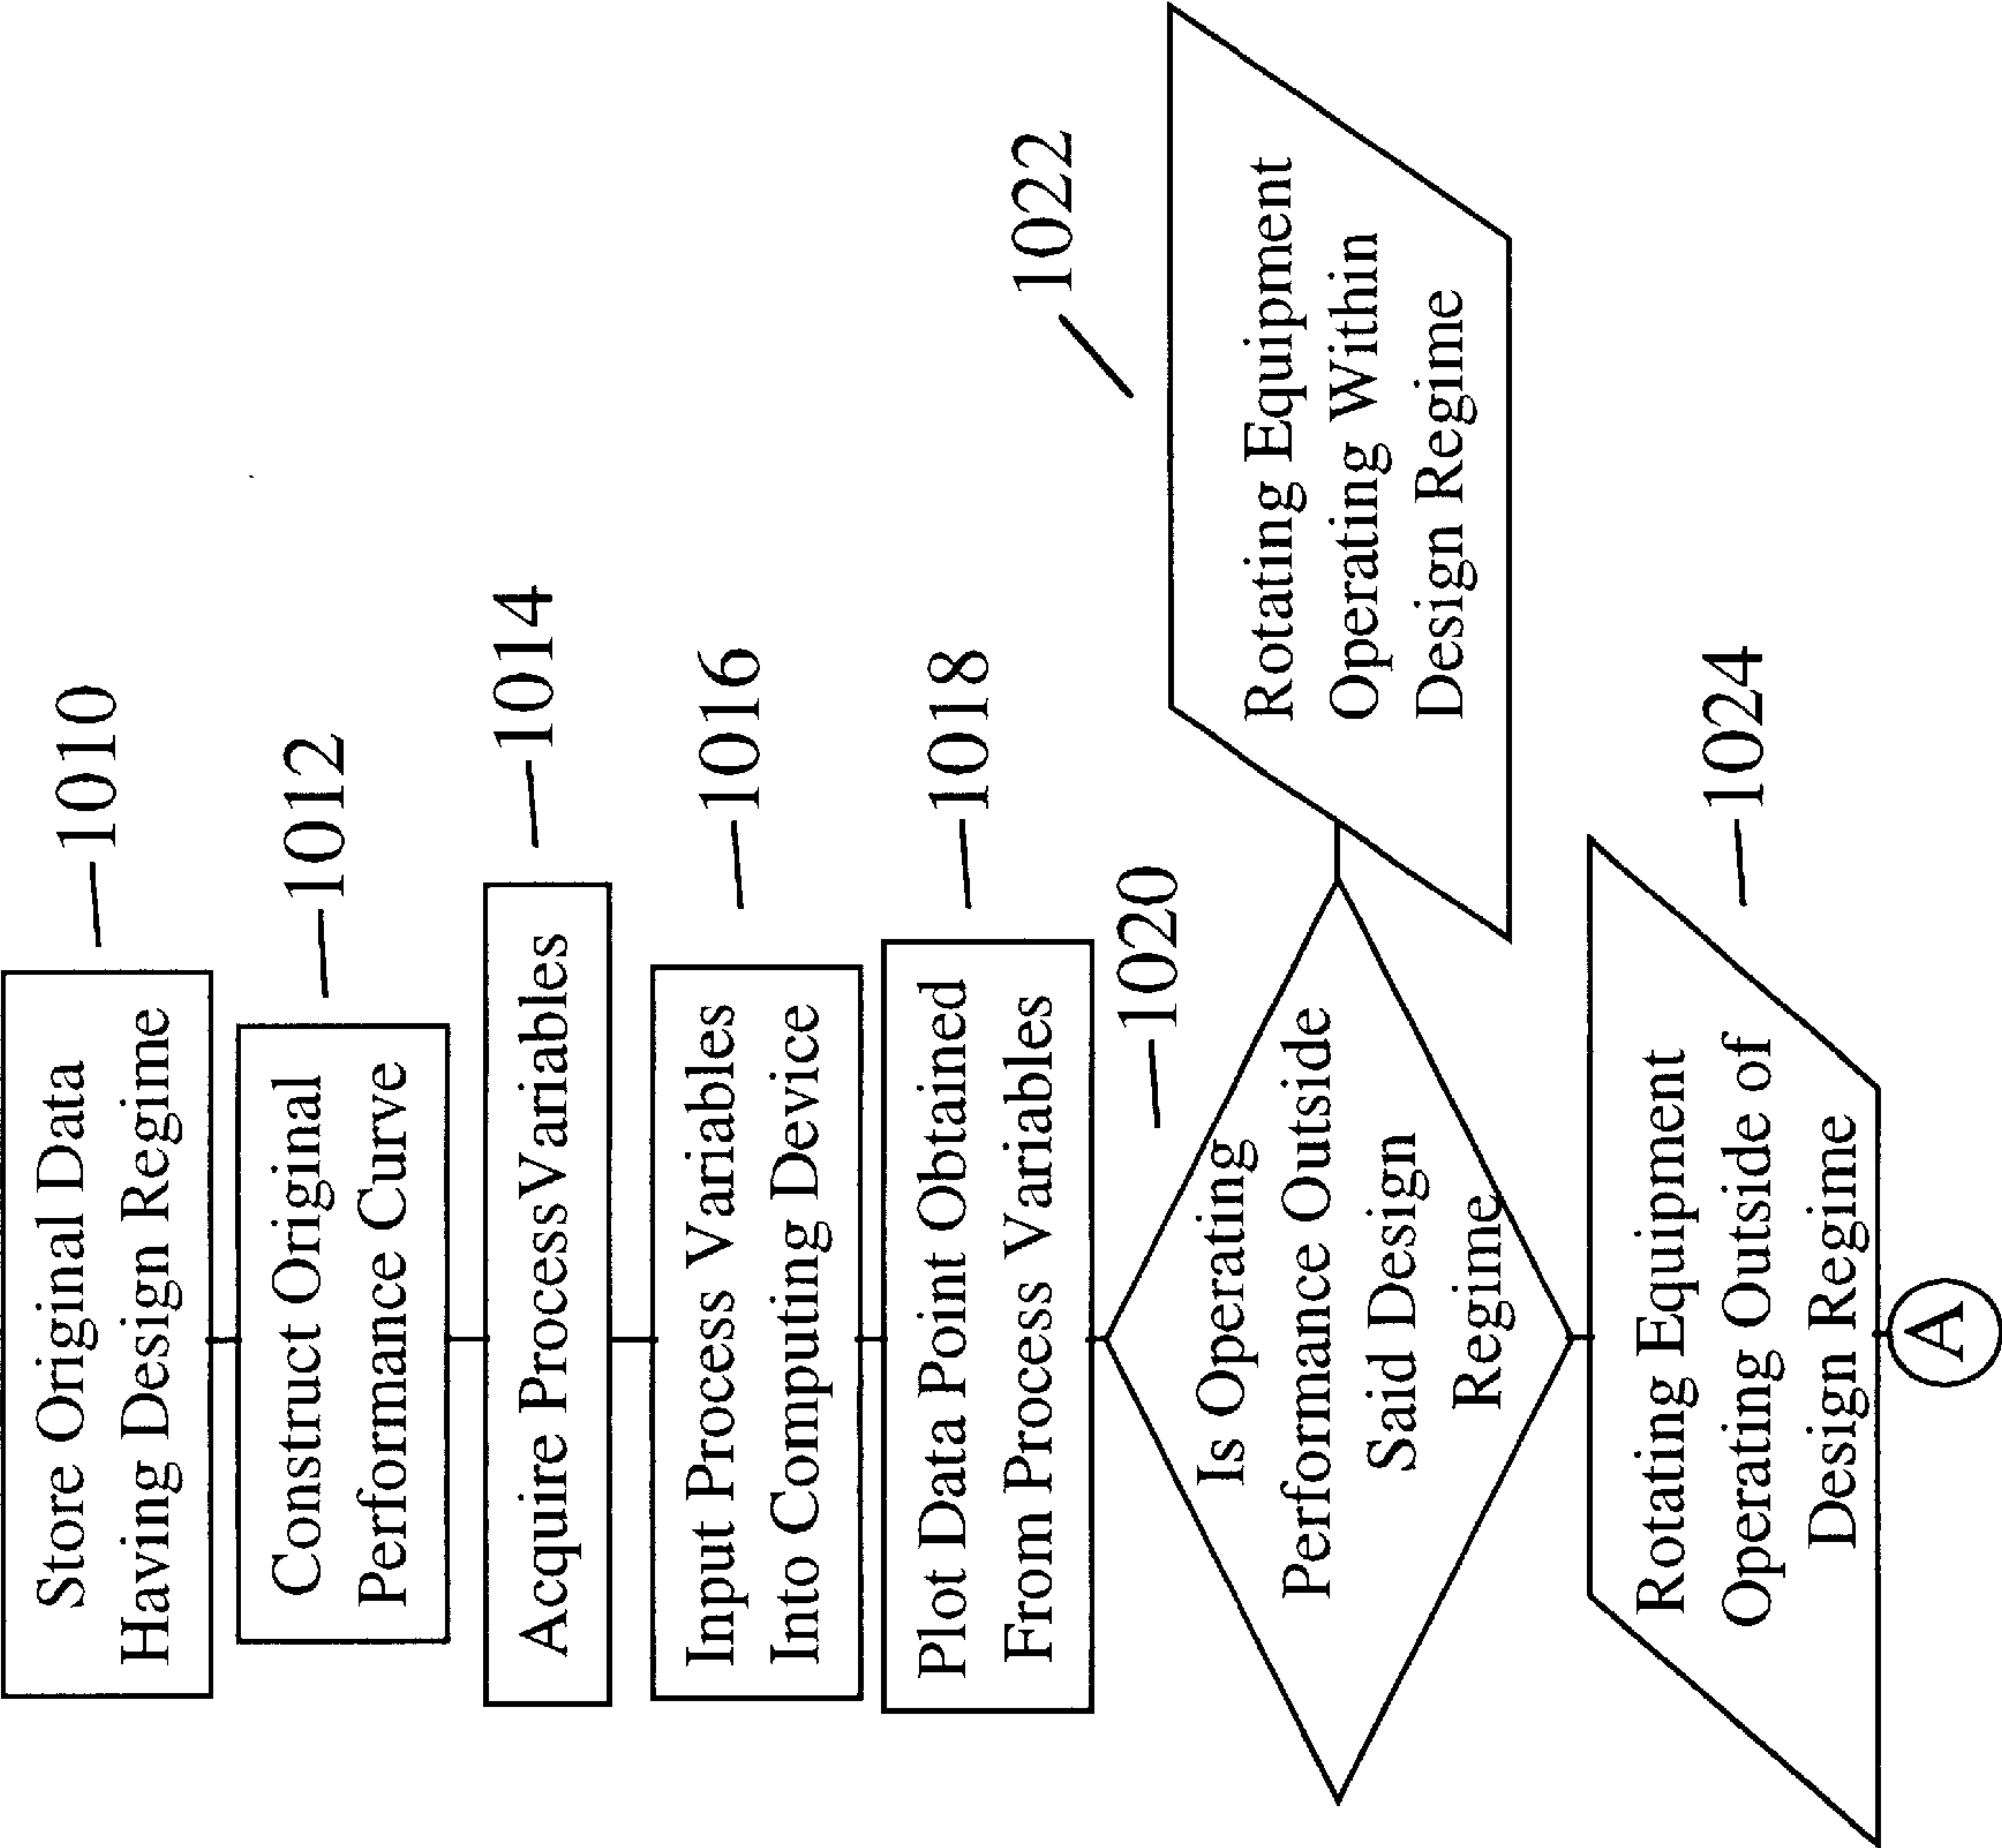 Store Original Data
Having Design Regime
1010
Construct Original
Performance Curve
1012
Acquire Process Variables
1014
Input Process Variables
Into Computing Device
1016
Plot Data Point Obtained
From Process Variables
1018
Is Operating
Performance Outside
Said Design
Regime
1020
Rotating Equipment
Operating Within
Design Regime
1022
Rotating Equipment
Operating Outside of
Design Regime
1024
A